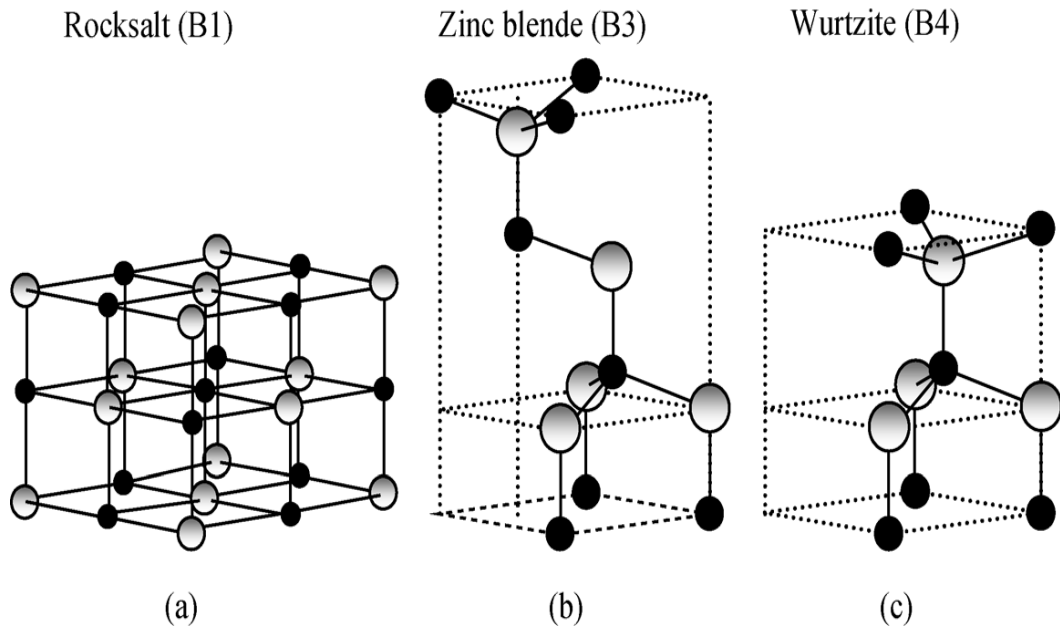 Rocksalt (B1)
Zinc blende (B3)
Wurtzite (B4)
(a)
(b)
(c)